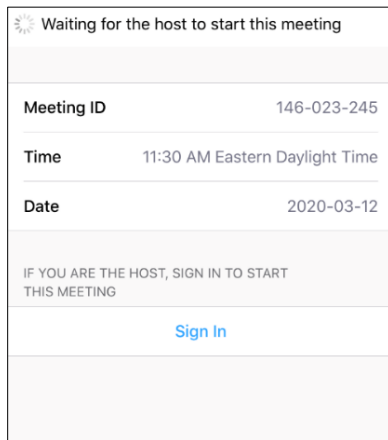 Waiting for the host to start this meeting
Meeting ID 146-023-245
Time 11:30 AM Eastern Daylight Time
Date 2020-03-12
IF YOU ARE THE HOST, SIGN IN TO START
THIS MEETING
Sign In